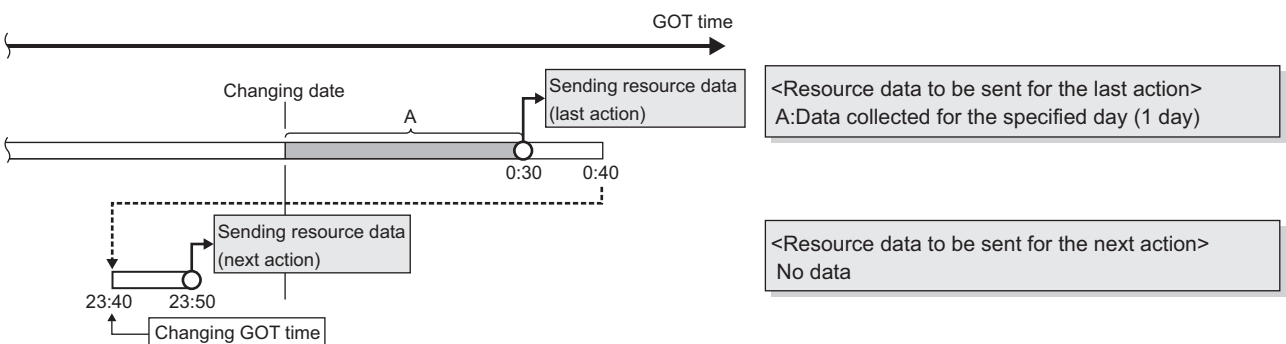 GOT time
Changing date
A
Sending resource data
(last action)
0:30
0:40
<Resource data to be sent for the last action>
A:Data collected for the specified day (1 day)
Sending resource data
(next action)
23:40
23:50
Changing GOT time
<Resource data to be sent for the next action>
No data